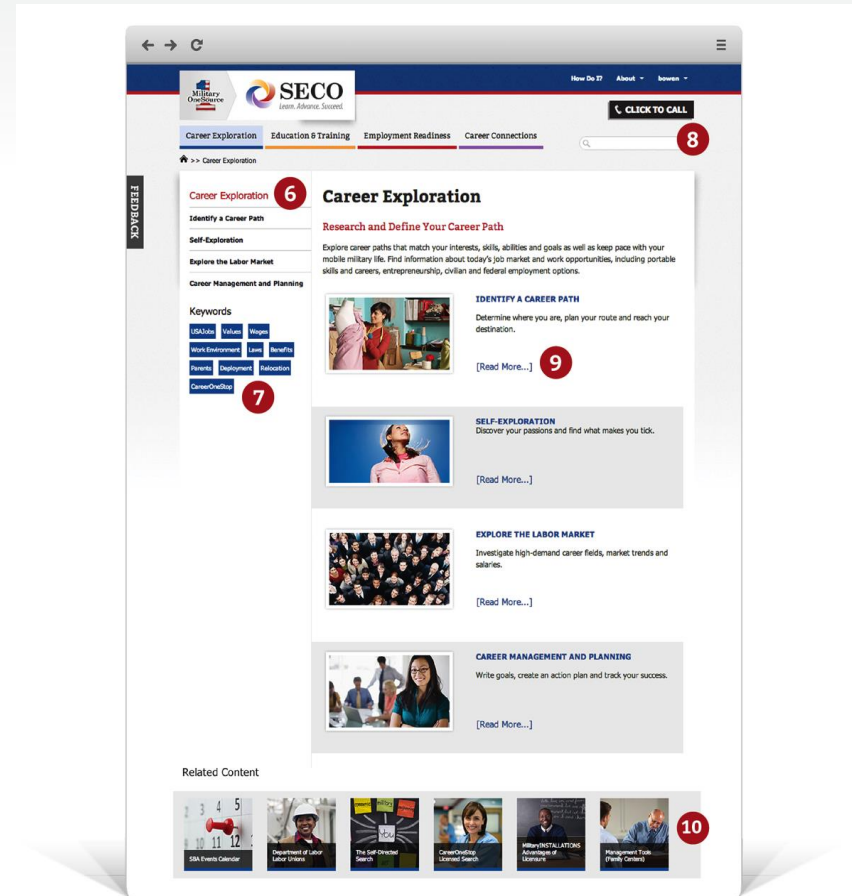 How Do I?
About
bowen
Military
OneSource
SECO
Learn. Advance. Succeed.
CLICK TO CALL
Career Exploration
Education & Training
Employment Readiness
Career Connections
8
>> Career Exploration
FEEDBACK
Career Exploration
6
Identify a Career Path
Self-Exploration
Explore the Labor Market
Career Management and Planning
Keywords
USAJobs Values Wages
Work Environment Laws Benefits
Parents Deployment Relocation
CareerOneStop
7
Career Exploration
Research and Define Your Career Path
Explore career paths that match your interests, skills, abilities and goals as well as keep pace with your
mobile military life. Find information about today's job market and work opportunities, including portable
skills and careers, entrepreneurship, civilian and federal employment options.
IDENTIFY A CAREER PATH
Determine where you are, plan your route and reach your
destination.
[Read More...]
9
SELF-EXPLORATION
Discover your passions and find what makes you tick.
[Read More...]
EXPLORE THE LABOR MARKET
Investigate high-demand career fields, market trends and
salaries.
[Read More...]
CAREER MANAGEMENT AND PLANNING
Write goals, create an action plan and track your success.
[Read More...]
Related Content
3 4 5
10 11 12
SBA Events Calendar
Department of Labor
Labor Unions
You
The Self-Directed
Search
CareerOneStop
Licensed Search
MilitaryINSTALLATIONS
Advantages of
Licensure
Management Tools
(Family Centers)
10